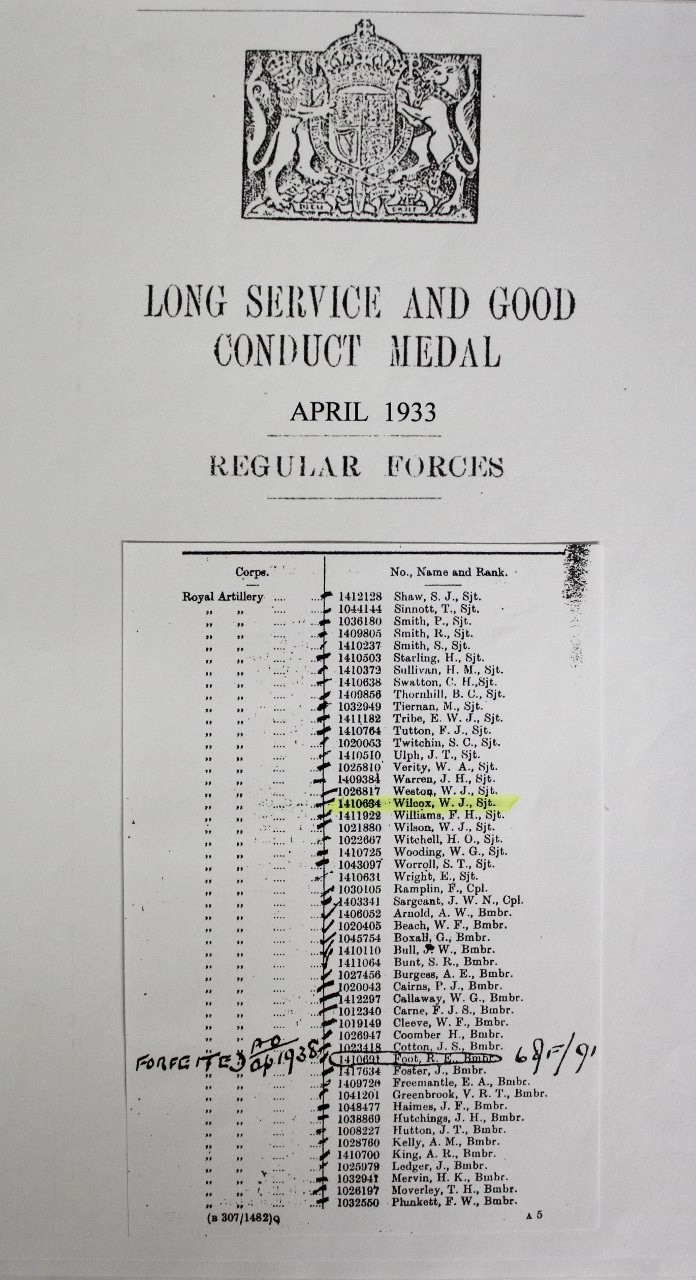 LONG SERVICE AND GOOD
CONDUCT MEDAL
APRIL 1933
REGULAR FORCES
Corps. No., Name and Rank.
Royal Artillery .... .... 1412128 Shaw, S. J., Sjt.
,, ,, .... .... 1044144 Sinnott, T., Sjt.
,, ,, .... .... 1036180 Smith, P., Sjt.
,, ,, .... .... 1409805 Smith, R., Sjt.
,, ,, .... .... 1410237 Smith, S., Sjt.
,, ,, .... .... 1410503 Starling, H., Sjt.
,, ,, .... .... 1410372 Sullivan, H. M., Sjt.
,, ,, .... .... 1410638 Swatton, C. H., Sjt.
,, ,, .... .... 1409856 Thornhill, B. C., Sjt.
,, ,, .... .... 1032949 Tiernan, M., Sjt.
,, ,, .... .... 1411182 Tribe, E. W. J., Sjt.
,, ,, .... .... 1410764 Tutton, F. J., Sjt.
,, ,, .... .... 1020053 Twitchin, S. C., Sjt.
,, ,, .... .... 1410510 Ulph, J. T., Sjt.
,, ,, .... .... 1025810 Verity, W. A., Sjt.
,, ,, .... .... 1409384 Warren, J. H., Sjt.
,, ,, .... .... 1026817 Weston, W. J., Sjt.
,, ,, .... .... 1410634 Wilcox, W. J., Sjt.
,, ,, .... .... 1411922 Williams, F. H., Sjt.
,, ,, .... .... 1021880 Wilson, W. J., Sjt.
,, ,, .... .... 1022667 Witchell, H. O., Sjt.
,, ,, .... .... 1410725 Wooding, W. G., Sjt.
,, ,, .... .... 1043097 Worroll, S. T., Sjt.
,, ,, .... .... 1410631 Wright, E., Sjt.
,, ,, .... .... 1030105 Ramplin, F., Cpl.
,, ,, .... .... 1403341 Sargeant, J. W. N., Cpl.
,, ,, .... .... 1406052 Arnold, A. W., Bmbr.
,, ,, .... .... 1020405 Beach, W. F., Bmbr.
,, ,, .... .... 1045754 Boxall, G., Bmbr.
,, ,, .... .... 1410110 Bull, W., Bmbr.
,, ,, .... .... 1411064 Bunt, S. R., Bmbr.
,, ,, .... .... 1027456 Burgess, A. E., Bmbr.
,, ,, .... .... 1020043 Cairns, P. J., Bmbr.
,, ,, .... .... 1412297 Callaway, W. G., Bmbr.
,, ,, .... .... 1012340 Carne, F. J. S., Bmbr.
,, ,, .... .... 1019149 Cleeve, W. F., Bmbr.
,, ,, .... .... 1026947 Coomber H., Bmbr.
,, ,, .... .... 1023418 Cotton, J. S., Bmbr.
FORFEITED AO Ap 1938 1410691 Foot, R. E., Bmbr.
,, ,, .... .... 1417634 Foster, J., Bmbr.
,, ,, .... .... 1409720 Freemantle, E. A., Bmbr.
,, ,, .... .... 1041201 Greenbrook, V. R. T., Bmbr.
,, ,, .... .... 1048477 Haimes, J. F., Bmbr.
,, ,, .... .... 1038869 Hutchings, J. H., Bmbr.
,, ,, .... .... 1008227 Hutton, J. T., Bmbr.
,, ,, .... .... 1028760 Kelly, A. M., Bmbr.
,, ,, .... .... 1410700 King, A. R., Bmbr.
,, ,, .... .... 1025979 Ledger, J., Bmbr.
,, ,, .... .... 1032941 Mervin, H. K., Bmbr.
,, ,, .... .... 1026197 Moverley, T. H., Bmbr.
,, ,, .... .... 1032550 Plunkett, F. W., Bmbr.
(B 307/1482)Q A 5